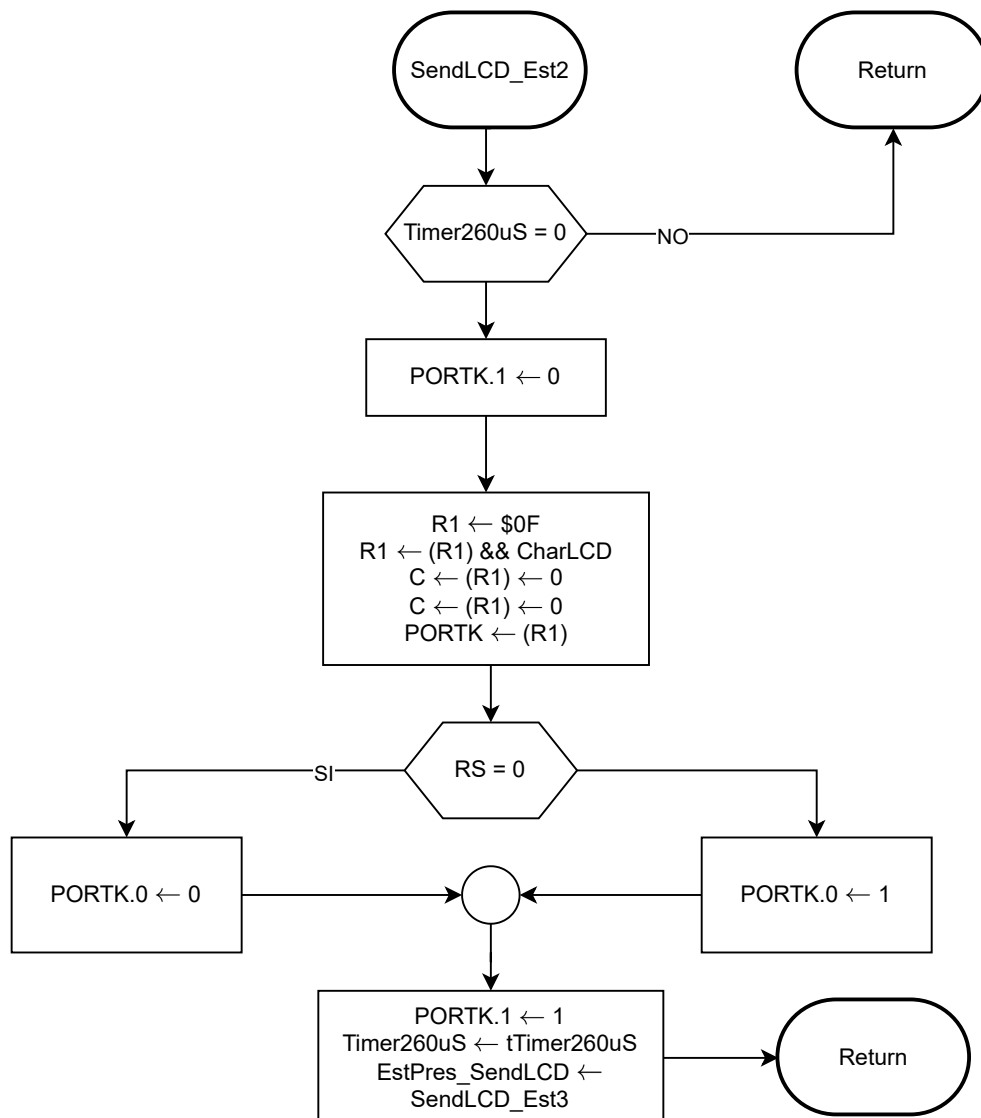 SendLCD_Est2
Return
Timer260uS = 0
NO
PORTK.1 ← 0
R1 ← $0F
R1 ← (R1) && CharLCD
C ← (R1) ← 0
C ← (R1) ← 0
PORTK ← (R1)
RS = 0
SI
PORTK.0 ← 0
PORTK.0 ← 1
PORTK.1 ← 1
Timer260uS ← tTimer260uS
EstPres_SendLCD ←
SendLCD_Est3
Return